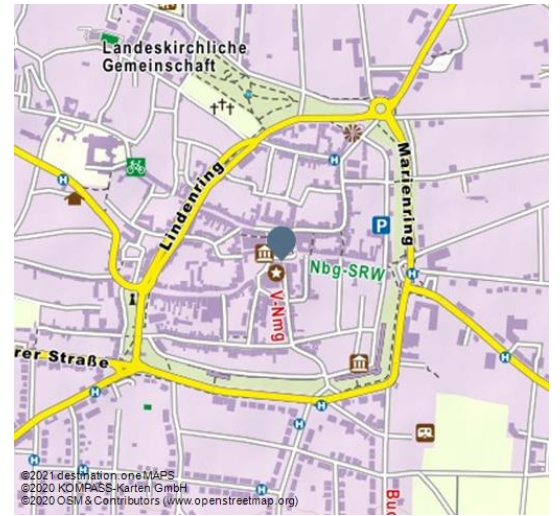 Landeskirchliche
Gemeinschaft
Lindenring
Marienring
P
Nbg-SRW
V-Nmg
rer Straße
H
H
H
H
H
H
H
Buc
©2021 destination.one MAPS
©2020 KOMPASS-Karten GmbH
©2020 OSM & Contributors (www.openstreetmap.org)